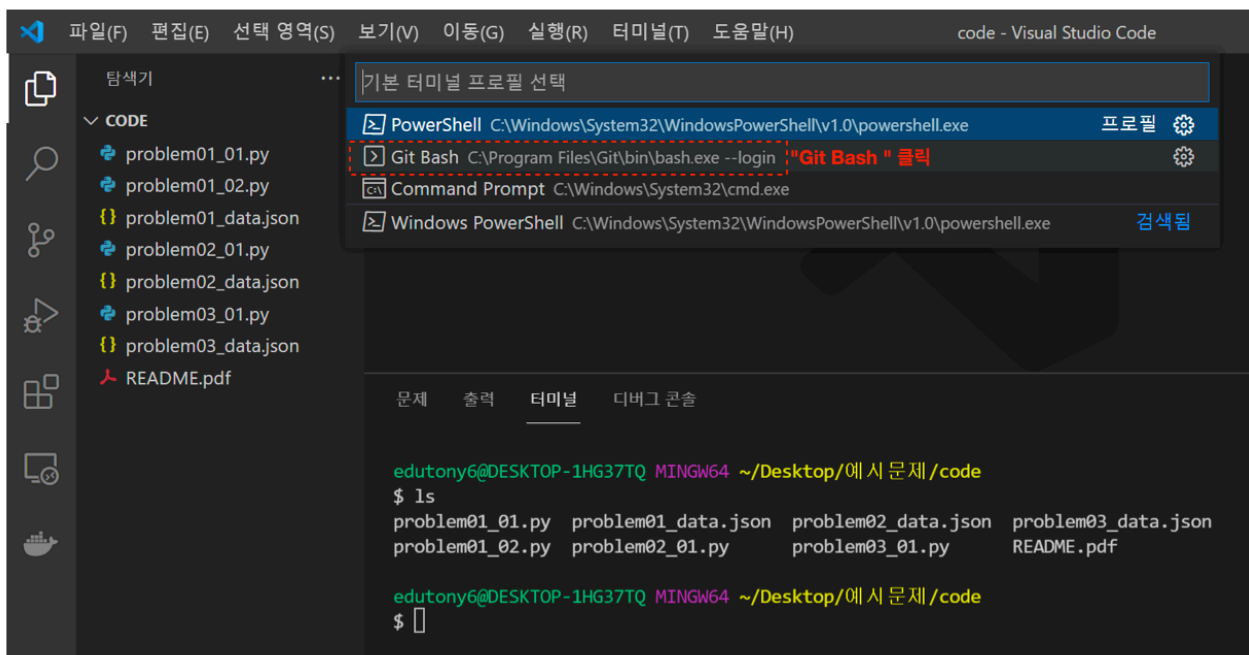 파일(F) 편집(E) 선택 영역(S) 보기(V) 이동(G) 실행(R) 터미널(T) 도움말(H) code - Visual Studio Code
탐색기 ···
기본 터미널 프로필 선택
CODE
PowerShell C:\Windows\System32\WindowsPowerShell\v1.0\powershell.exe 프로필
problem01_01.py
Git Bash C:\Program Files\Git\bin\bash.exe --login "Git Bash " 클릭
problem01_02.py
Command Prompt C:\Windows\System32\cmd.exe
problem01_data.json
Windows PowerShell C:\Windows\System32\WindowsPowerShell\v1.0\powershell.exe 검색됨
problem02_01.py
problem02_data.json
problem03_01.py
problem03_data.json
README.pdf
문제 출력 터미널 디버그 콘솔
edutony6@DESKTOP-1HG37TQ MINGW64 ~/Desktop/예시문제/code
$ ls
problem01_01.py problem01_data.json problem02_data.json problem03_data.json
problem01_02.py problem02_01.py problem03_01.py README.pdf
edutony6@DESKTOP-1HG37TQ MINGW64 ~/Desktop/예시문제/code
$